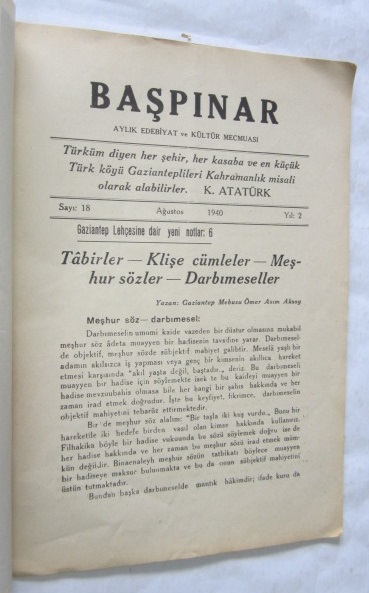 BAŞPINAR
AYLIK EDEBİYAT ve KÜLTÜR MECMUASI
Türküm diyen her şehir, her kasaba ve en küçük
Türk köyü Gazianteplileri Kahramanlık misali
olarak alabilirler. K. ATATÜRK
Sayı: 18 Ağustos 1940 Yıl: 2
Gaziantep Lehçesine dair yeni notlar: 6
Tâbirler — Klişe cümleler — Meş-
hur sözler — Darbımeseller
Yazan: Gaziantep Mebusu Ömer Asım Aksoy
Meşhur söz — darbımesel:
Darbımeselin umumî kaide vazeden bir düstur olmasına mukabil
meşhur söz âdeta muayyen bir hadisenin tavsifine yarar. Darbımesel-
de objektif, meşhur sözde sübjektif mahiyet galibtir. Meselâ yaşlı bir
adamın akılsızca iş yapması veya genç bir kimsenin akıllıca hareket
etmesi karşısında "akıl yaşta değil, baştadır.," deriz. Bu darbımeseli
muayyen bir hadise için söylemekte isek te bu kaideyi muayyen bir
hadise mevzuubahis olmasa bile her hangi bir şahıs hakkında ve her
zaman irad etmek doğrudur. İşte bu keyfiyet, fikrimce, darbımeselin
objektif mahiyetini tebarüz ettirmektedir.
Bir de meşhur söz alalım: "Bir taşla iki kuş vurdu.,, Bunu bir
hareketile iki hedefe birden vasıl olan kimse hakkında kullanırız.
Filhakika böyle bir hadise vukuunda bu sözü söylemek doğru ise de
her hadise hakkında ve her zaman bu meşhur sözü irad etmek müm-
kün değildir. Binaenaleyh meşhur sözün tatbikatı böylece muayyen
bir hadiseye maksur bulunmakta ve bu da onun sübjektif mahiyetini
üstün tutmaktadır.
Bundan başka darbımeselde mantık hâkimdir; ifade kuru da